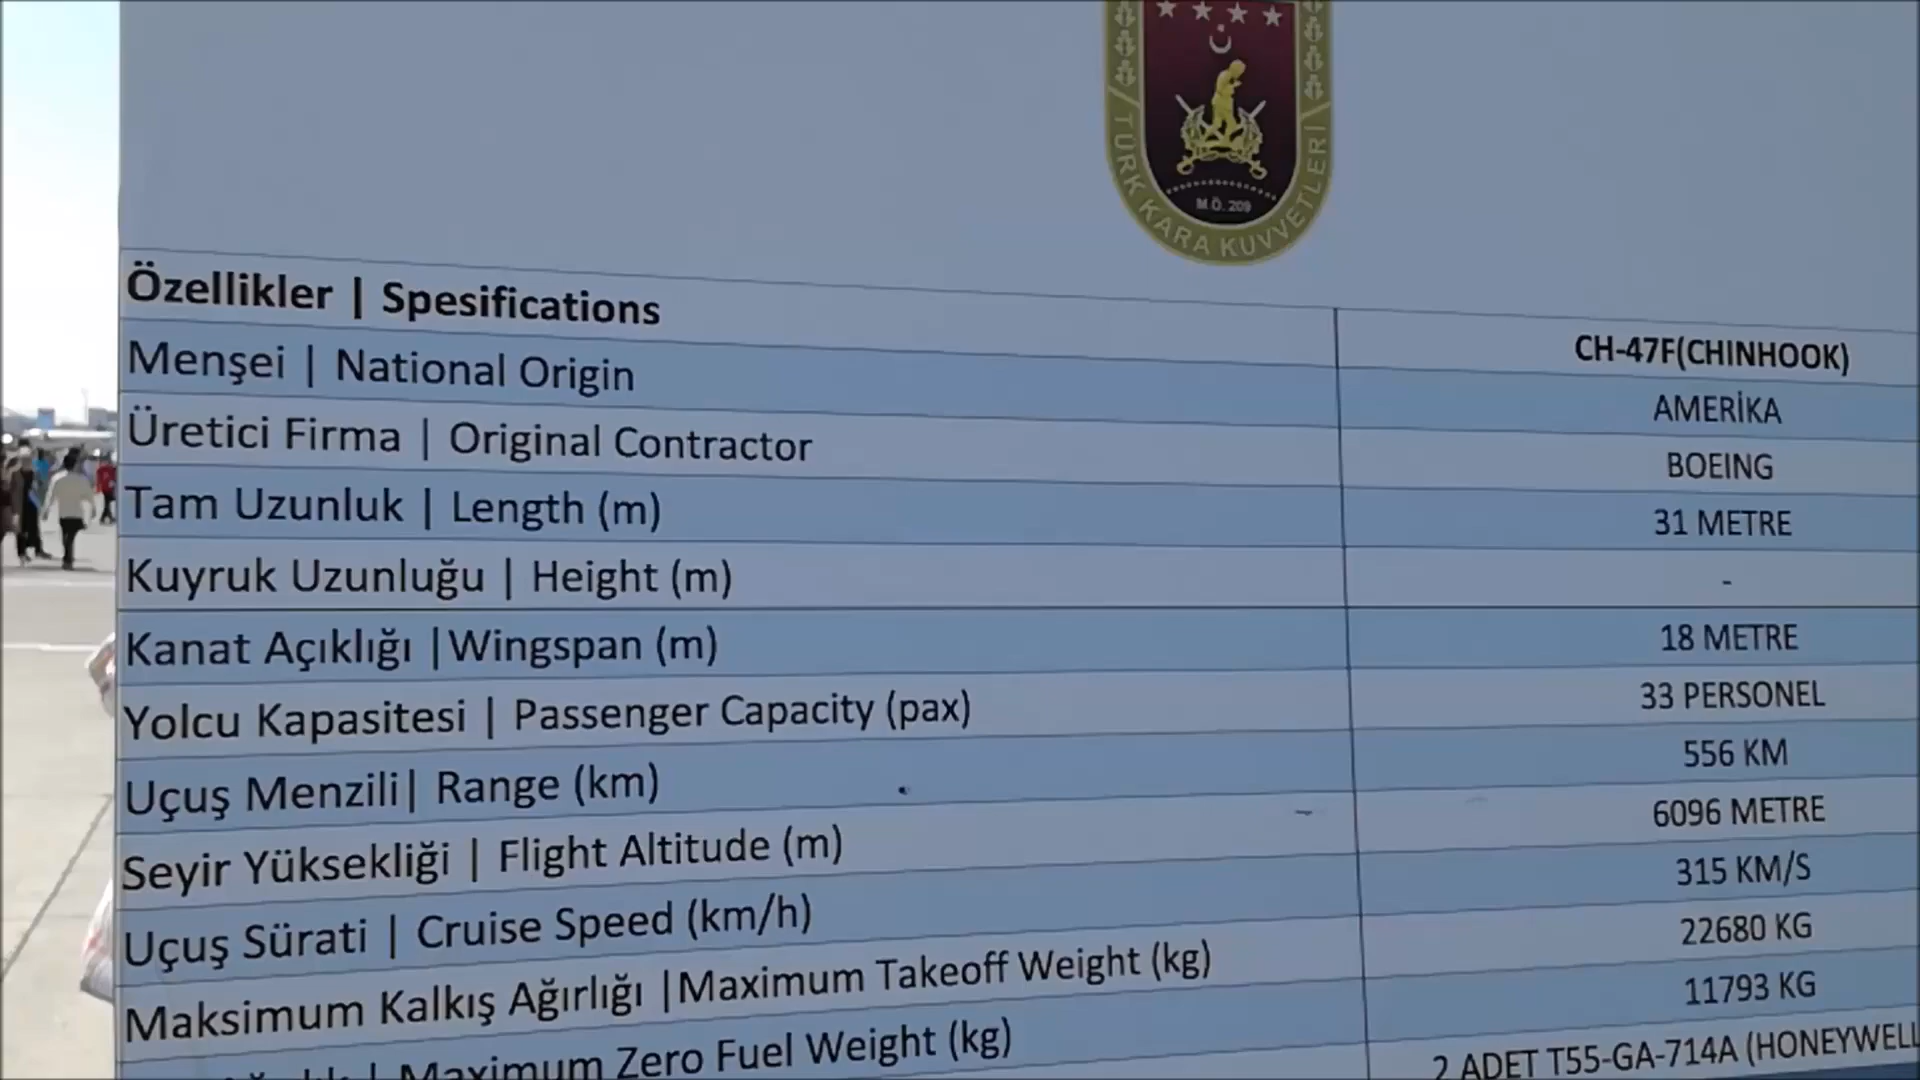 TÜRK KARA KUVVETLERİ
M.Ö. 209
Özellikler | Spesifications
CH-47F(CHINHOOK)
Menşei | National Origin
AMERİKA
Üretici Firma | Original Contractor
BOEING
Tam Uzunluk | Length (m)
31 METRE
Kuyruk Uzunluğu | Height (m)
-
Kanat Açıklığı |Wingspan (m)
18 METRE
Yolcu Kapasitesi | Passenger Capacity (pax)
33 PERSONEL
Uçuş Menzili| Range (km)
556 KM
Seyir Yüksekliği | Flight Altitude (m)
6096 METRE
Uçuş Sürati | Cruise Speed (km/h)
315 KM/S
Maksimum Kalkış Ağırlığı |Maximum Takeoff Weight (kg)
22680 KG
| Maximum Zero Fuel Weight (kg)
11793 KG
2 ADET T55-GA-714A (HONEYWELL